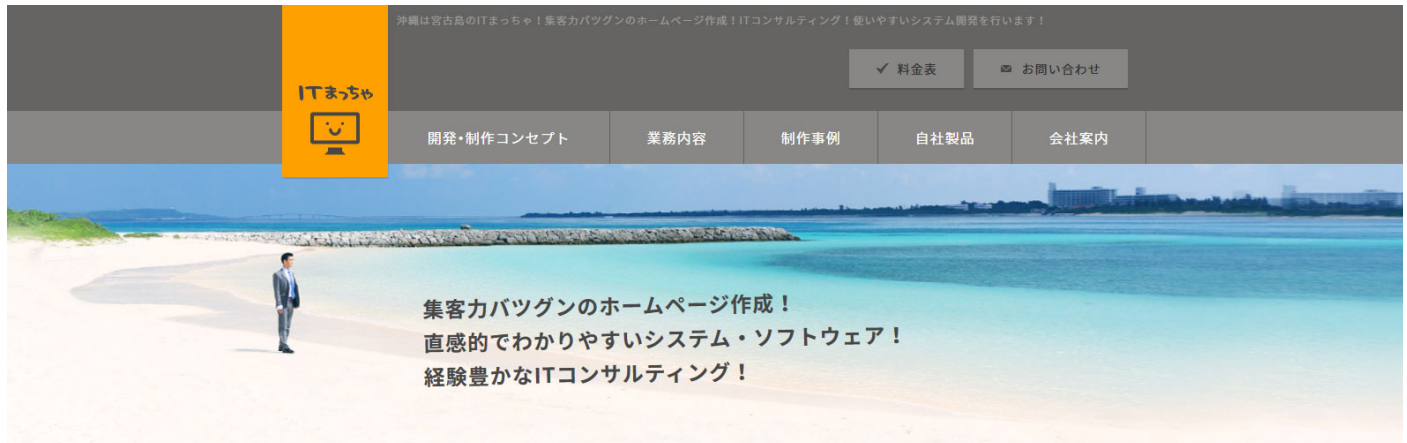 沖縄は宮古島のITまっちゃ！集客力バツグンのホームページ作成！ITコンサルティング！使いやすいシステム開発を行います！
料金表
お問い合わせ
ITまっちゃ
開発・制作コンセプト
業務内容
制作事例
自社製品
会社案内
集客力バツグンのホームページ作成！
直感的でわかりやすいシステム・ソフトウェア！
経験豊かなITコンサルティング！